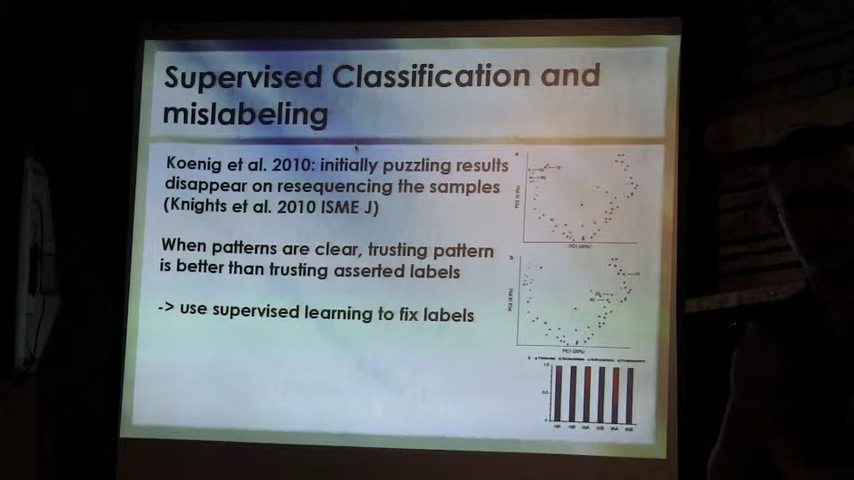 Supervised Classification and
mislabeling
Koenig et al. 2010: initially puzzling results
disappear on resequencing the samples
(Knights et al. 2010 ISME J)
When patterns are clear, trusting pattern
is better than trusting asserted labels
-> use supervised learning to fix labels
PC1
PC1